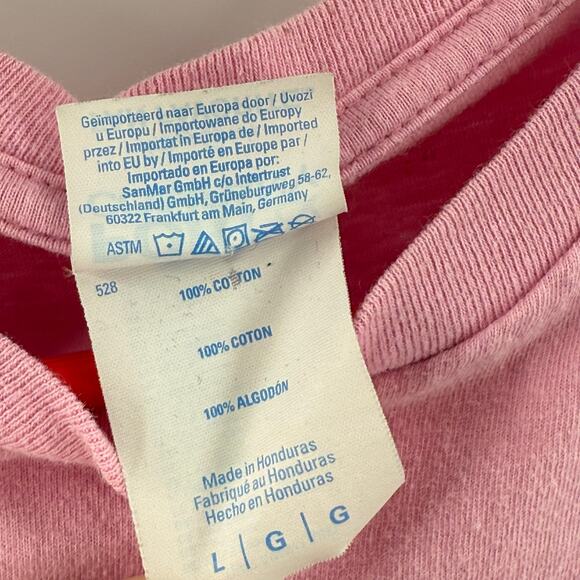 Geïmporteerd naar Europa door / Uvozi
u Europu / Importowane do Europy
przez / Importat in Europa de / Imported
into EU by / Importé en Europe par /
Importado en Europa por:
SanMar GmbH c/o Intertrust
(Deutschland) GmbH, Grüneburgweg 58-62,
60322 Frankfurt am Main, Germany
ASTM
528
100% COTTON
100% COTON
100% ALGODÓN
Made in Honduras
Fabriqué au Honduras
Hecho en Honduras
L | G | G